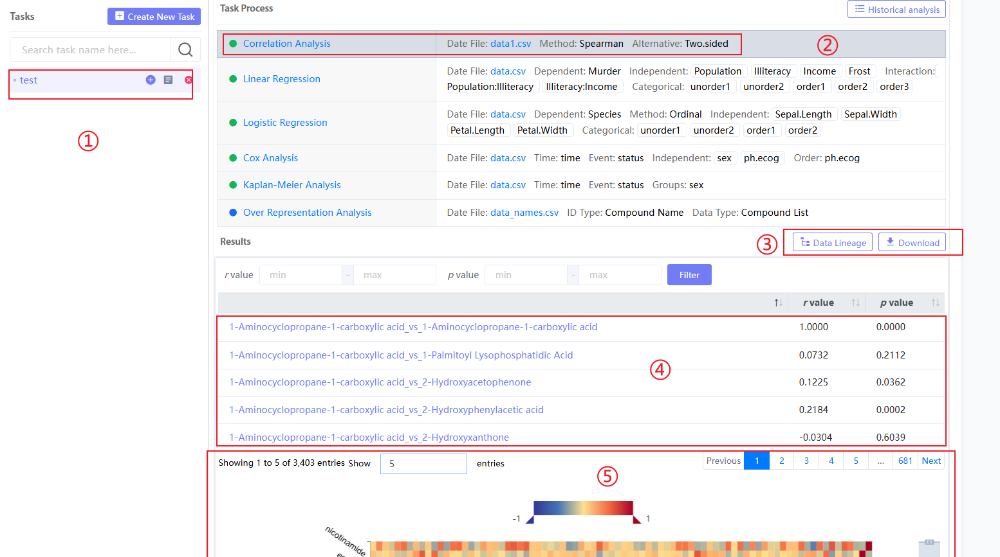 Tasks
Create New Task
Search task name here...
test
①
Task Process
Historical analysis
Correlation Analysis
Date File: data1.csv Method: Spearman Alternative: Two.sided
②
Linear Regression
Date File: data.csv Dependent: Murder Independent: Population Illiteracy Income Frost Interaction:
Population:Illiteracy Illiteracy:Income Categorical: unorder1 unorder2 order1 order2 order3
Logistic Regression
Date File: data.csv Dependent: Species Method: Ordinal Independent: Sepal.Length Sepal.Width
Petal.Length Petal.Width Categorical: unorder1 unorder2 order1 order2
Cox Analysis
Date File: data.csv Time: time Event: status Independent: sex ph.ecog Order: ph.ecog
Kaplan-Meier Analysis
Date File: data.csv Time: time Event: status Groups: sex
Over Representation Analysis
Date File: data_names.csv ID Type: Compound Name Data Type: Compound List
Results
③
Data Lineage
Download
r value min - max p value min - max Filter
r value p value
1-Aminocyclopropane-1-carboxylic acid_vs_1-Aminocyclopropane-1-carboxylic acid 1.0000 0.0000
1-Aminocyclopropane-1-carboxylic acid_vs_1-Palmitoyl Lysophosphatidic Acid 0.0732 0.2112
④
1-Aminocyclopropane-1-carboxylic acid_vs_2-Hydroxyacetophenone 0.1225 0.0362
1-Aminocyclopropane-1-carboxylic acid_vs_2-Hydroxyphenylacetic acid 0.2184 0.0002
1-Aminocyclopropane-1-carboxylic acid_vs_2-Hydroxyxanthone -0.0304 0.6039
Showing 1 to 5 of 3,403 entries Show 5 entries
Previous 1 2 3 4 5 ... 681 Next
⑤
-1 1
nicotinamide